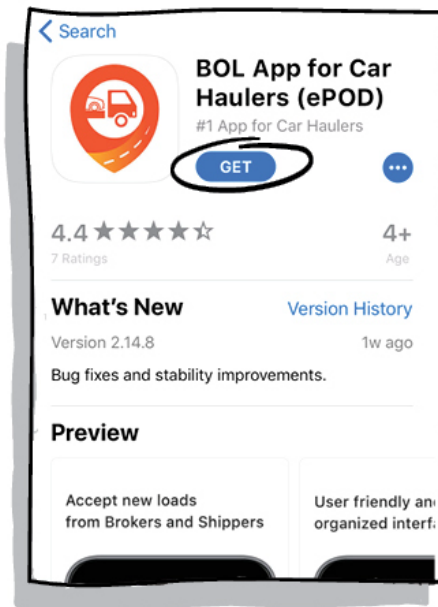 Search
BOL App for Car
Haulers (ePOD)
#1 App for Car Haulers
GET
4.4
4+
7 Ratings
Age
What's New
Version History
Version 2.14.8
1w ago
Bug fixes and stability improvements.
Preview
Accept new loads
from Brokers and Shippers
User friendly and
organized